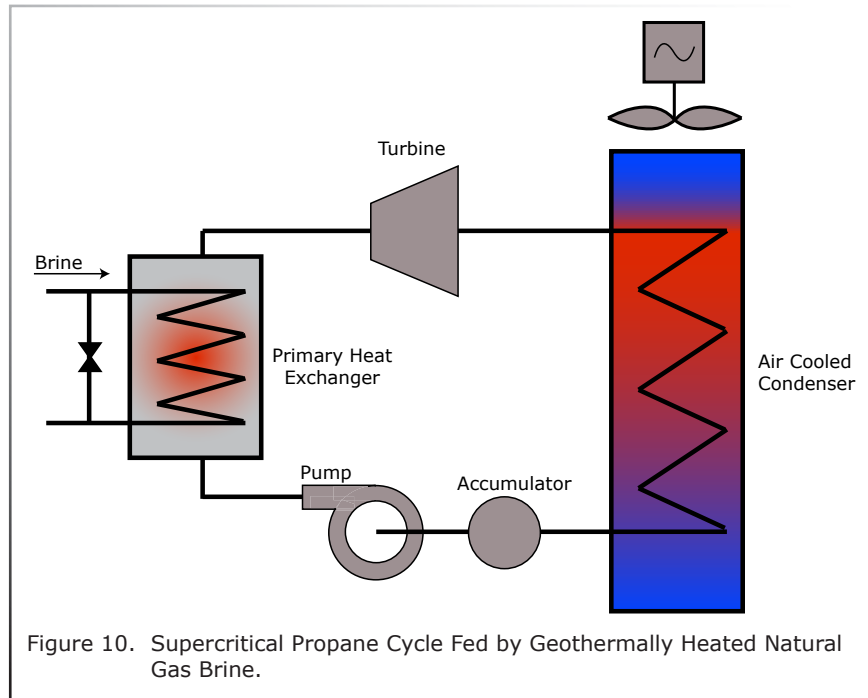 Turbine
Brine
Primary Heat
Exchanger
Air Cooled
Condenser
Pump
Accumulator
Figure 10. Supercritical Propane Cycle Fed by Geothermally Heated Natural
Gas Brine.